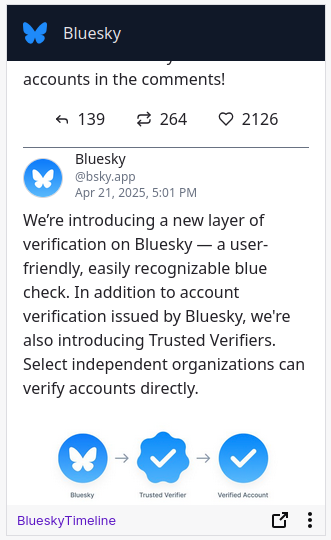 Bluesky
accounts in the comments!
139 264 2126
Bluesky
@bsky.app
Apr 21, 2025, 5:01 PM
We’re introducing a new layer of
verification on Bluesky — a user-
friendly, easily recognizable blue
check. In addition to account
verification issued by Bluesky, we're
also introducing Trusted Verifiers.
Select independent organizations can
verify accounts directly.
Bluesky Trusted Verifier Verified Account
BlueskyTimeline